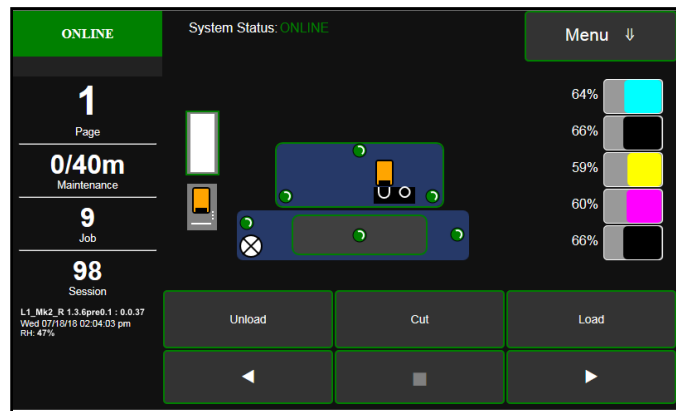 ONLINE
System Status: ONLINE
Menu ⇓
1
Page
0/40m
Maintenance
9
Job
98
Session
L1_Mk2_R 1.3.6pre0.1 : 0.0.37
Wed 07/18/18 02:04:03 pm
RH: 47%
64%
66%
59%
60%
66%
Unload
Cut
Load